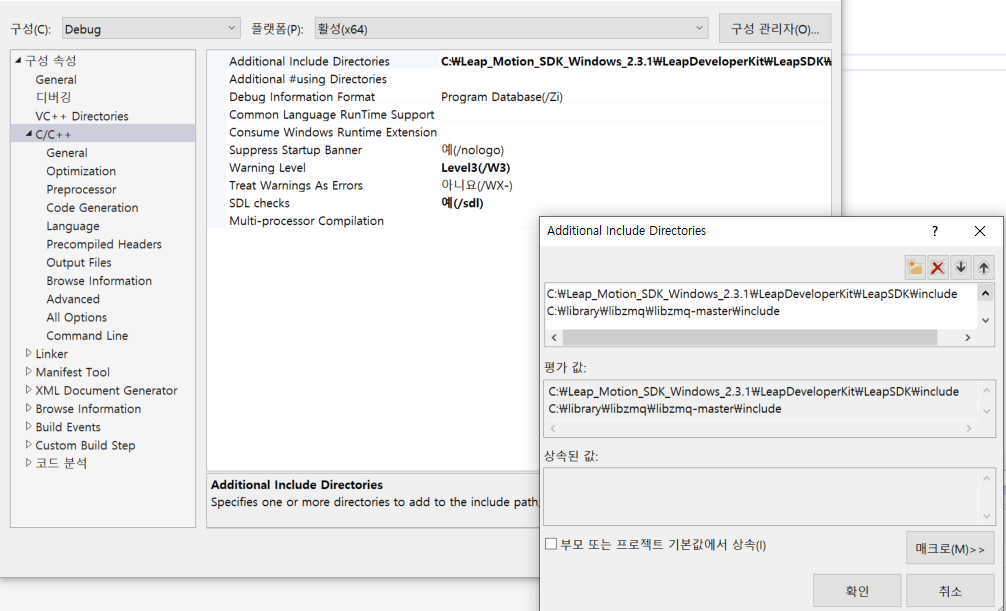 구성(C): Debug 플랫폼(P): 활성(x64) 구성 관리자(O)...
구성 속성
General
디버깅
VC++ Directories
C/C++
General
Optimization
Preprocessor
Code Generation
Language
Precompiled Headers
Output Files
Browse Information
Advanced
All Options
Command Line
Linker
Manifest Tool
XML Document Generator
Browse Information
Build Events
Custom Build Step
코드 분석
Additional Include Directories C:₩Leap_Motion_SDK_Windows_2.3.1₩LeapDeveloperKit₩LeapSDK₩
Additional #using Directories
Debug Information Format Program Database(/Zi)
Common Language RunTime Support
Consume Windows Runtime Extension
Suppress Startup Banner 예(/nologo)
Warning Level Level3(/W3)
Treat Warnings As Errors 아니요(/WX-)
SDL checks 예(/sdl)
Multi-processor Compilation
Additional Include Directories
Specifies one or more directories to add to the include path;
Additional Include Directories ?
C:₩Leap_Motion_SDK_Windows_2.3.1₩LeapDeveloperKit₩LeapSDK₩include
C:₩library₩libzmq₩libzmq-master₩include
평가 값:
C:₩Leap_Motion_SDK_Windows_2.3.1₩LeapDeveloperKit₩LeapSDK₩include
C:₩library₩libzmq₩libzmq-master₩include
상속된 값:
부모 또는 프로젝트 기본값에서 상속(I)
매크로(M)>>
확인 취소